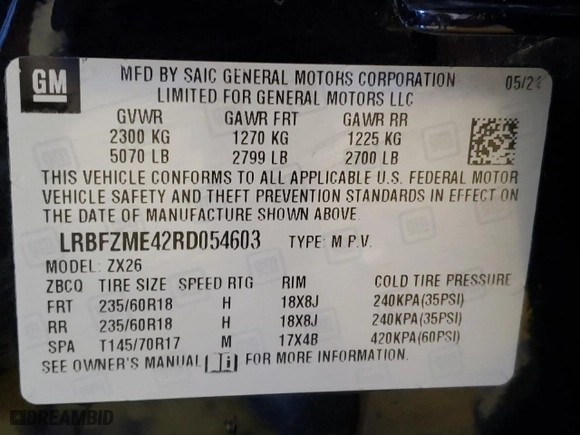 GM
MFD BY SAIC GENERAL MOTORS CORPORATION 05/24
LIMITED FOR GENERAL MOTORS LLC
GVWR GAWR FRT GAWR RR
2300 KG 1270 KG 1225 KG
5070 LB 2799 LB 2700 LB
THIS VEHICLE CONFORMS TO ALL APPLICABLE U.S. FEDERAL MOTOR
VEHICLE SAFETY AND THEFT PREVENTION STANDARDS IN EFFECT ON
THE DATE OF MANUFACTURE SHOWN ABOVE.
LRBFZME42RD054603 TYPE: M P.V.
MODEL: ZX26
ZBCQ TIRE SIZE SPEED RTG RIM COLD TIRE PRESSURE
FRT 235/60R18 H 18X8J 240KPA(35PSI)
RR 235/60R18 H 18X8J 240KPA(35PSI)
SPA T145/70R17 M 17X4B 420KPA(60PSI)
SEE OWNER'S MANUAL FOR MORE INFORMATION.
DREAMBID